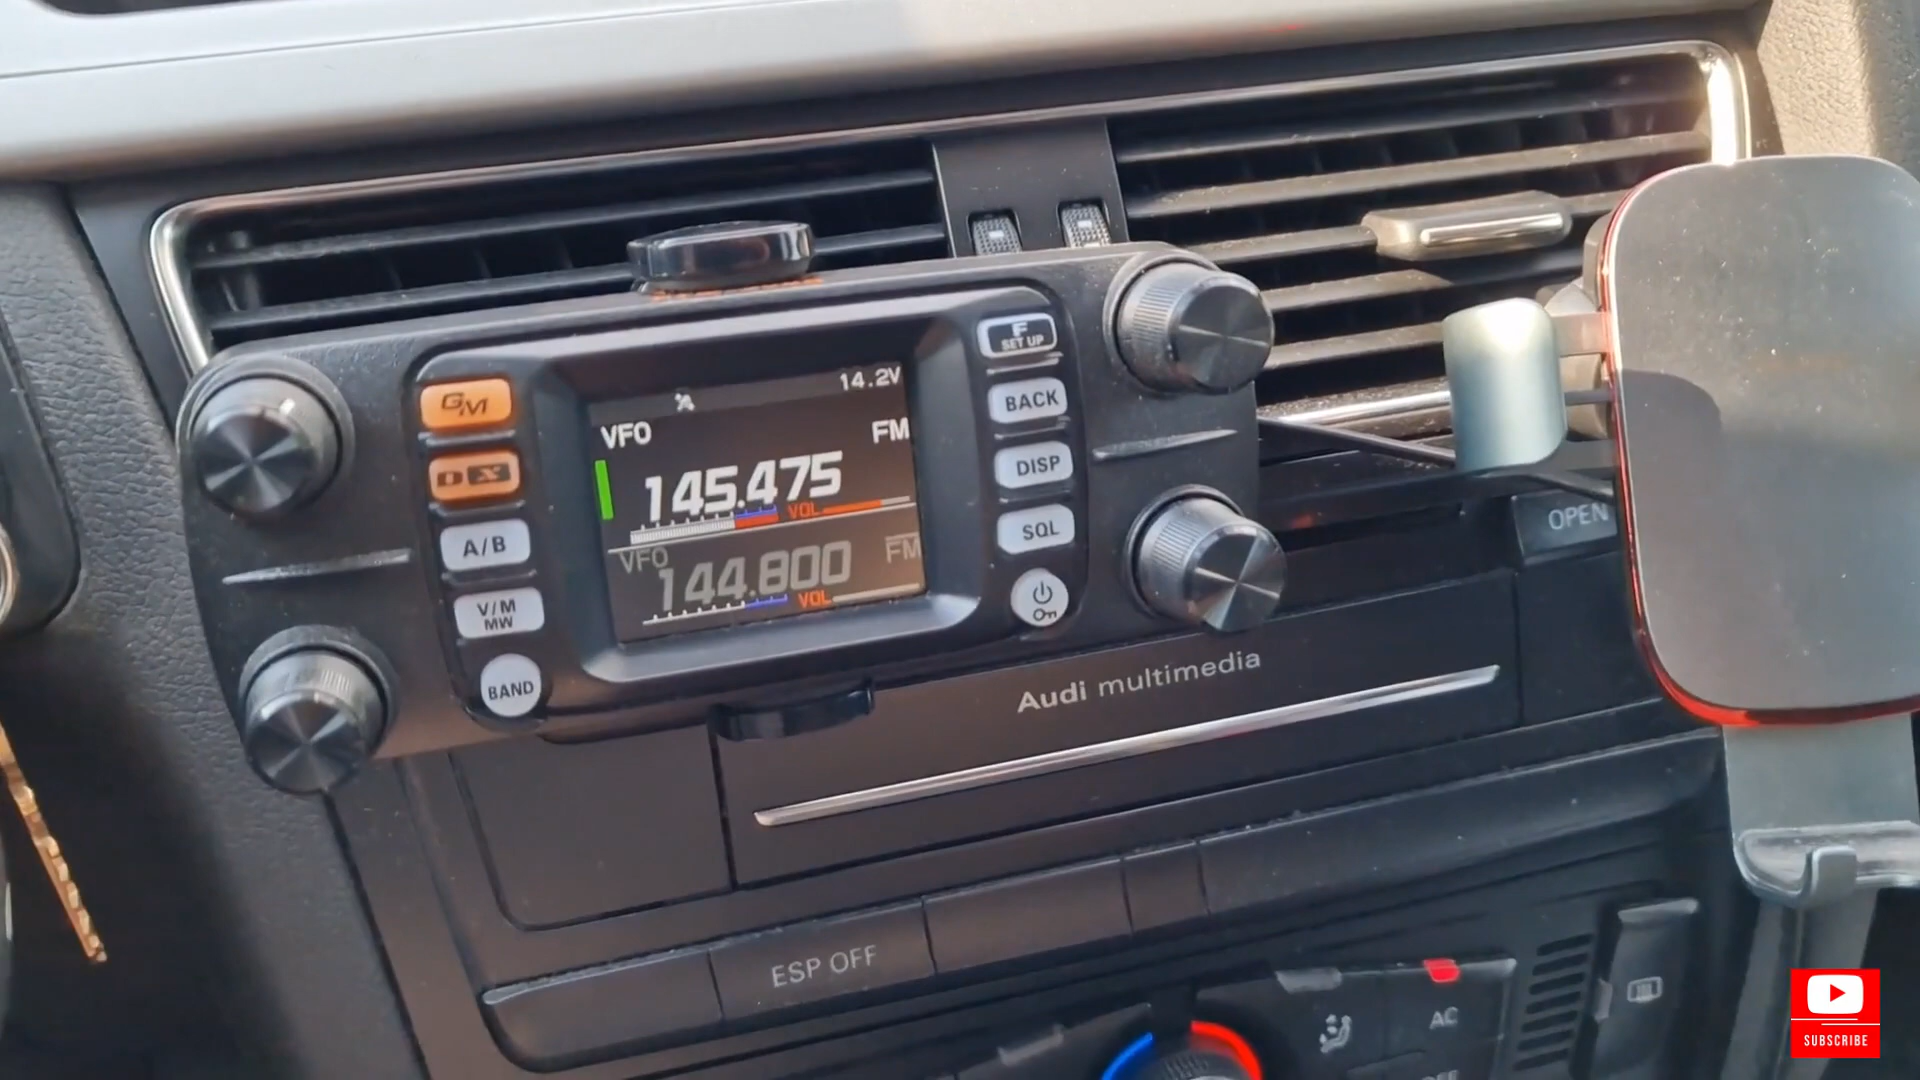 14.2V
VFO
FM
145.475
VOL
VFO
FM
144.800
VOL
GM
DX
A/B
V/M
MW
BAND
F
SET UP
BACK
DISP
SQL
OPEN
Audi multimedia
ESP OFF
AC
SUBSCRIBE